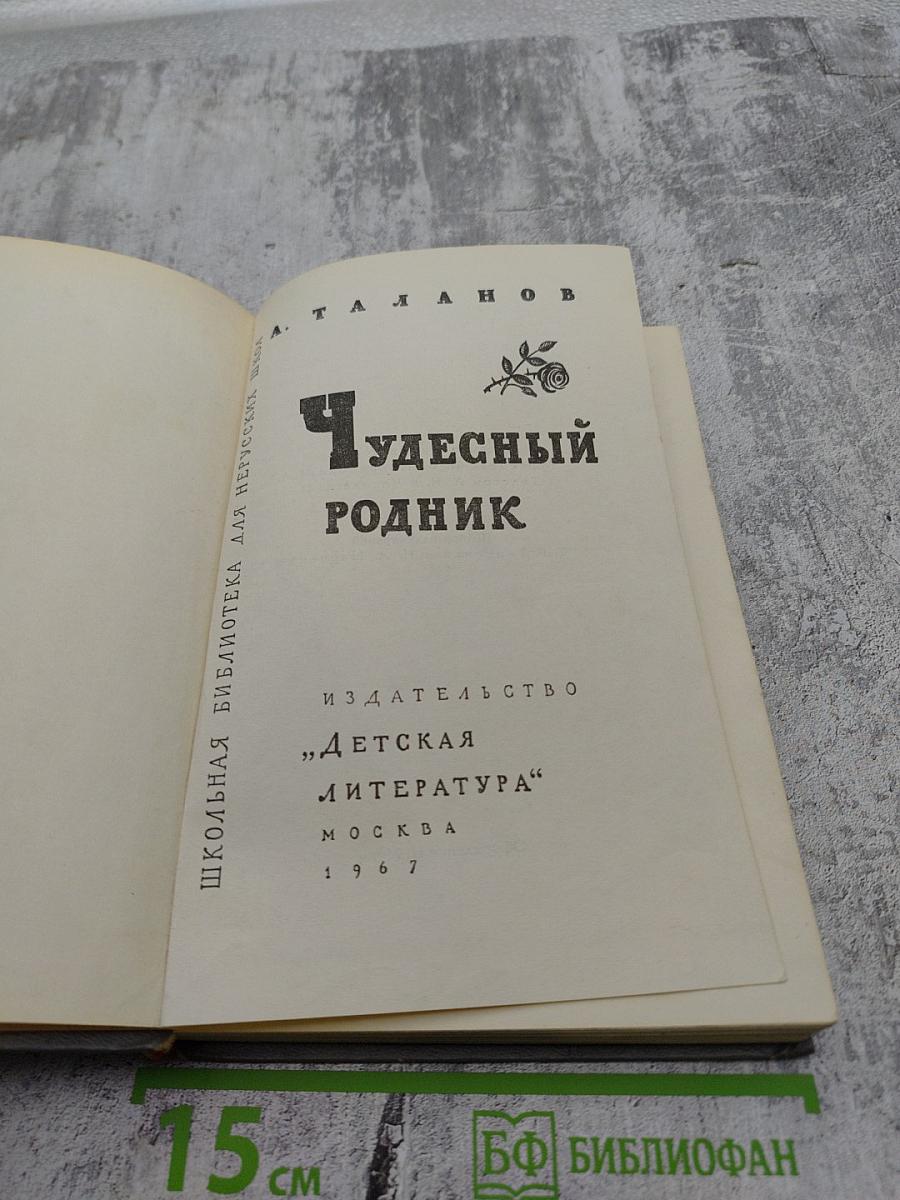 А. ТАЛАНОВ
ЧУДЕСНЫЙ
РОДНИК
ШКОЛЬНАЯ БИБЛИОТЕКА ДЛЯ НЕРУССКИХ ШКОЛ
ИЗДАТЕЛЬСТВО
„ДЕТСКАЯ
ЛИТЕРАТУРА“
МОСКВА
1967
15 СМ
БФ БИБЛИОФАН